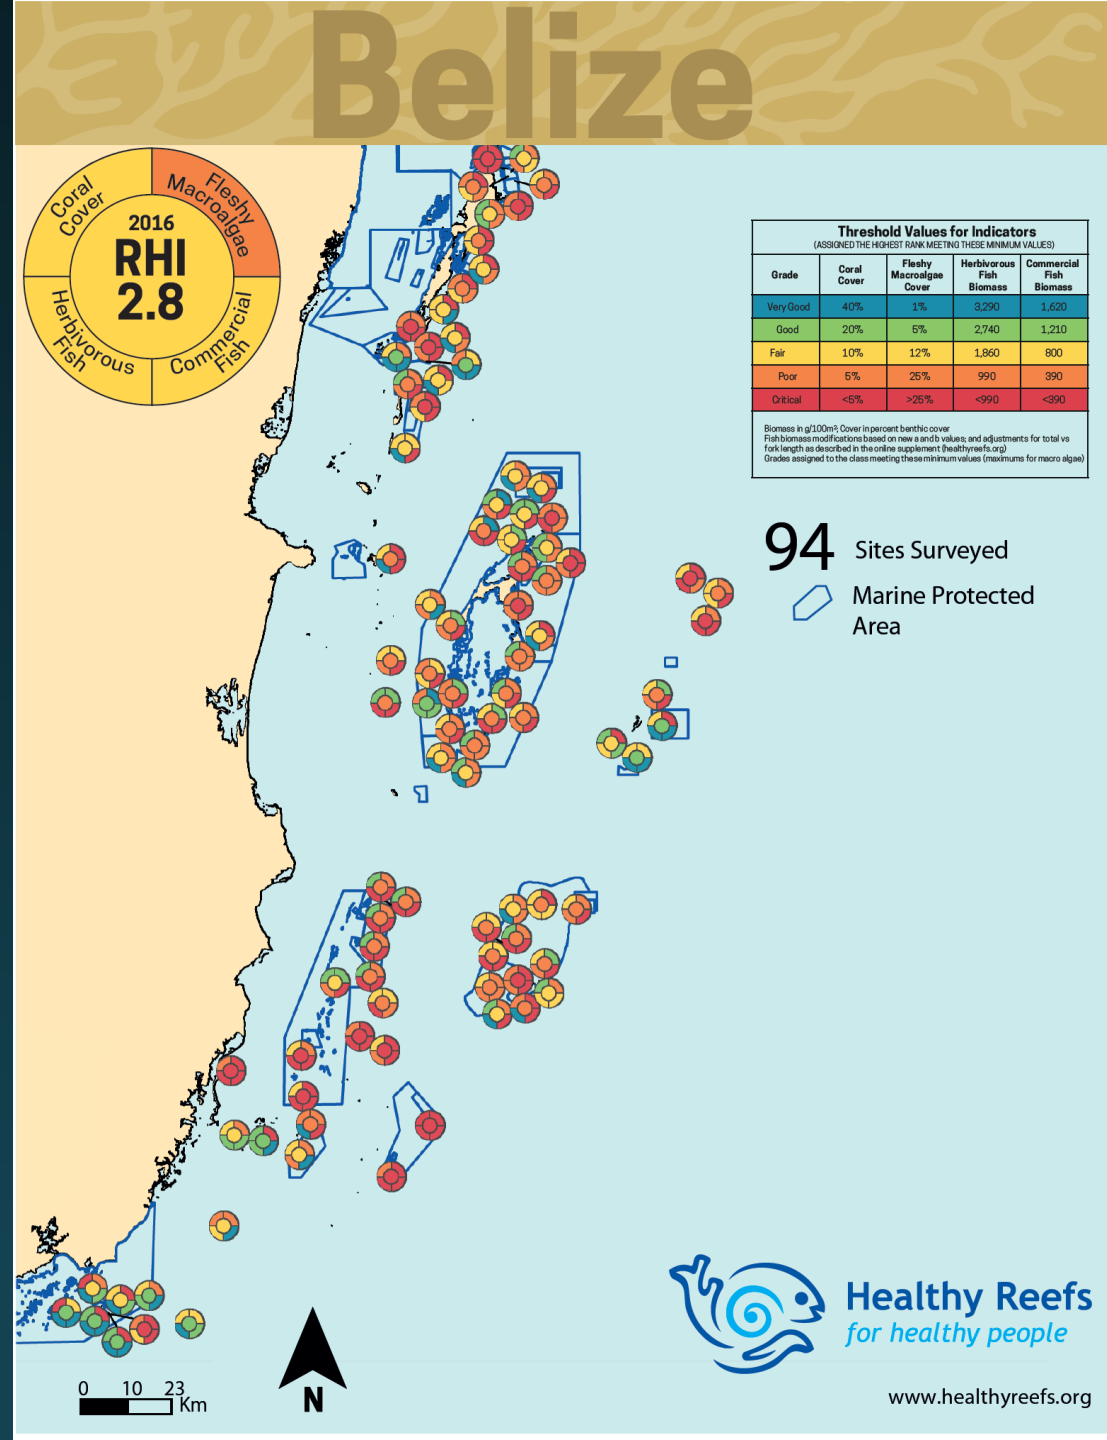 Belize
Coral
Cover
Fleshy
Macroalgae
2016
RHI
2.8
Herbivorous
Fish
Commercial
Fish
Threshold Values for Indicators
(ASSIGNED THE HIGHEST RANK MEETING THESE MINIMUM VALUES)
Grade Coral Cover Fleshy Macroalgae Cover Herbivorous Fish Biomass Commercial Fish Biomass
Very Good 40% 1% 3,290 1,620
Good 20% 5% 2,740 1,210
Fair 10% 12% 1,860 800
Poor 5% 25% 990 390
Critical <5% >25% <990 <390
Biomass in g/100m²; Cover in percent benthic cover
Fish biomass modifications based on new a and b values; and adjustments for total vs
fork length as described in the online supplement (healthyreefs.org)
Grades assigned to the class meeting these minimum values (maximums for macro algae)
94 Sites Surveyed
Marine Protected
Area
Healthy Reefs
for healthy people
0 10 23
Km
N
www.healthyreefs.org